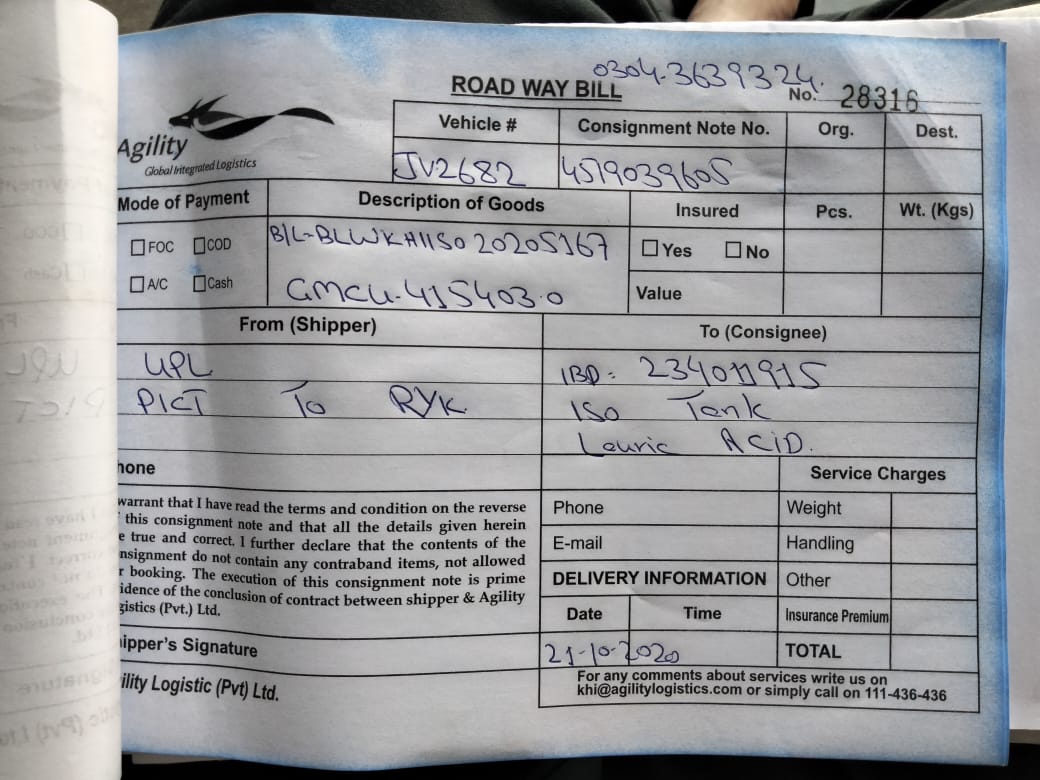 0304-3639324.
ROAD WAY BILL
No. 28316
Agility
Global Integrated Logistics
Vehicle # Consignment Note No. Org. Dest.
JV2682 4519039605
Mode of Payment Description of Goods Insured Pcs. Wt. (Kgs)
FOC COD B/L-BLWKHIISO20205167 Yes No
A/C Cash GMCU-415403-0 Value
From (Shipper) To (Consignee)
UPL IBD: 234011915
PICT To RYK ISO Tank
Lauric ACiD.
hone Service Charges
warrant that I have read the terms and condition on the reverse
this consignment note and that all the details given herein
e true and correct. I further declare that the contents of the
nsignment do not contain any contraband items, not allowed
r booking. The execution of this consignment note is prime
idence of the conclusion of contract between shipper & Agility
gistics (Pvt.) Ltd.
Phone Weight
E-mail Handling
DELIVERY INFORMATION Other
Date Time Insurance Premium
ipper's Signature 21-10-2020 TOTAL
ility Logistic (Pvt) Ltd.
For any comments about services write us on
khi@agilitylogistics.com or simply call on 111-436-436